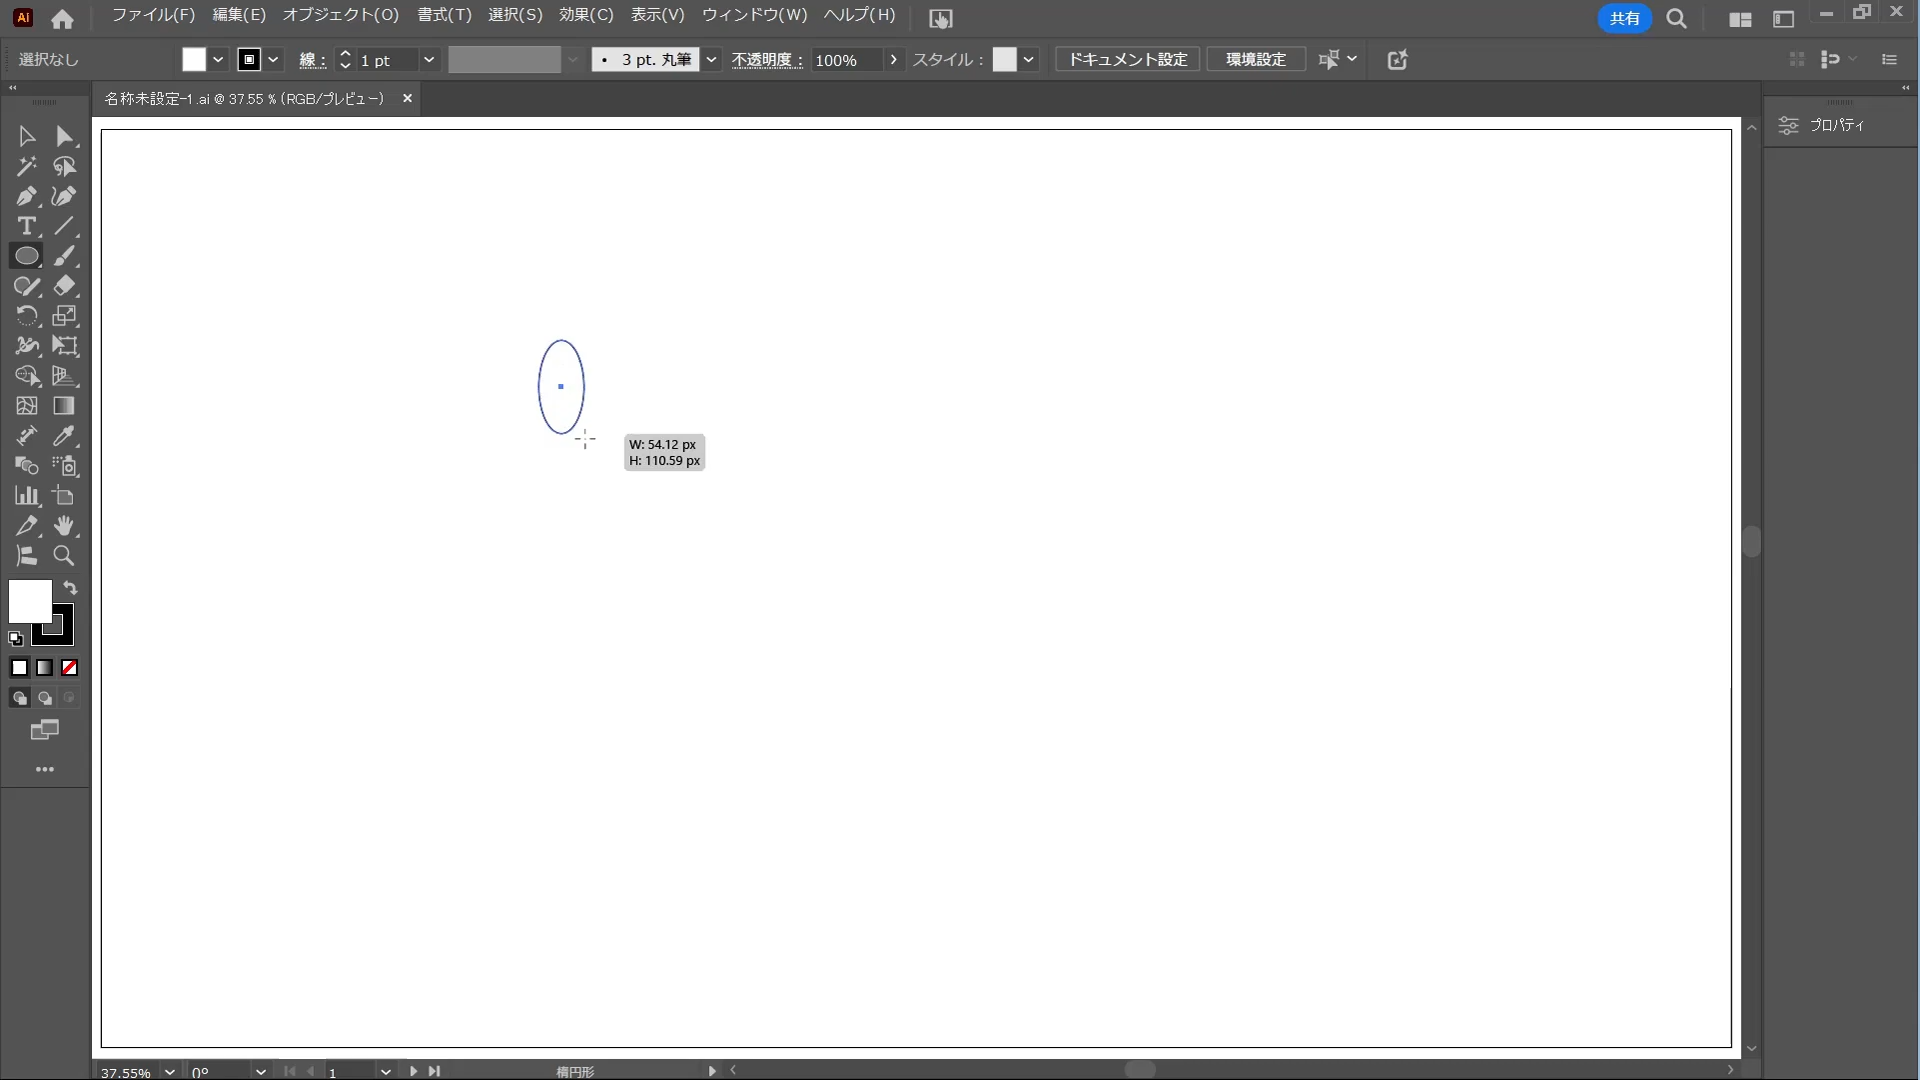 Ai ファイル(F) 編集(E) オブジェクト(O) 書式(T) 選択(S) 効果(C) 表示(V) ウィンドウ(W) ヘルプ(H) 共有
選択なし 線： 1 pt 3 pt. 丸筆 不透明度： 100% スタイル： ドキュメント設定 環境設定
名称未設定-1.ai @ 37.55 % (RGB/プレビュー)
プロパティ
W: 54.12 px
H: 110.59 px
37.55% 0° 1 楕円形